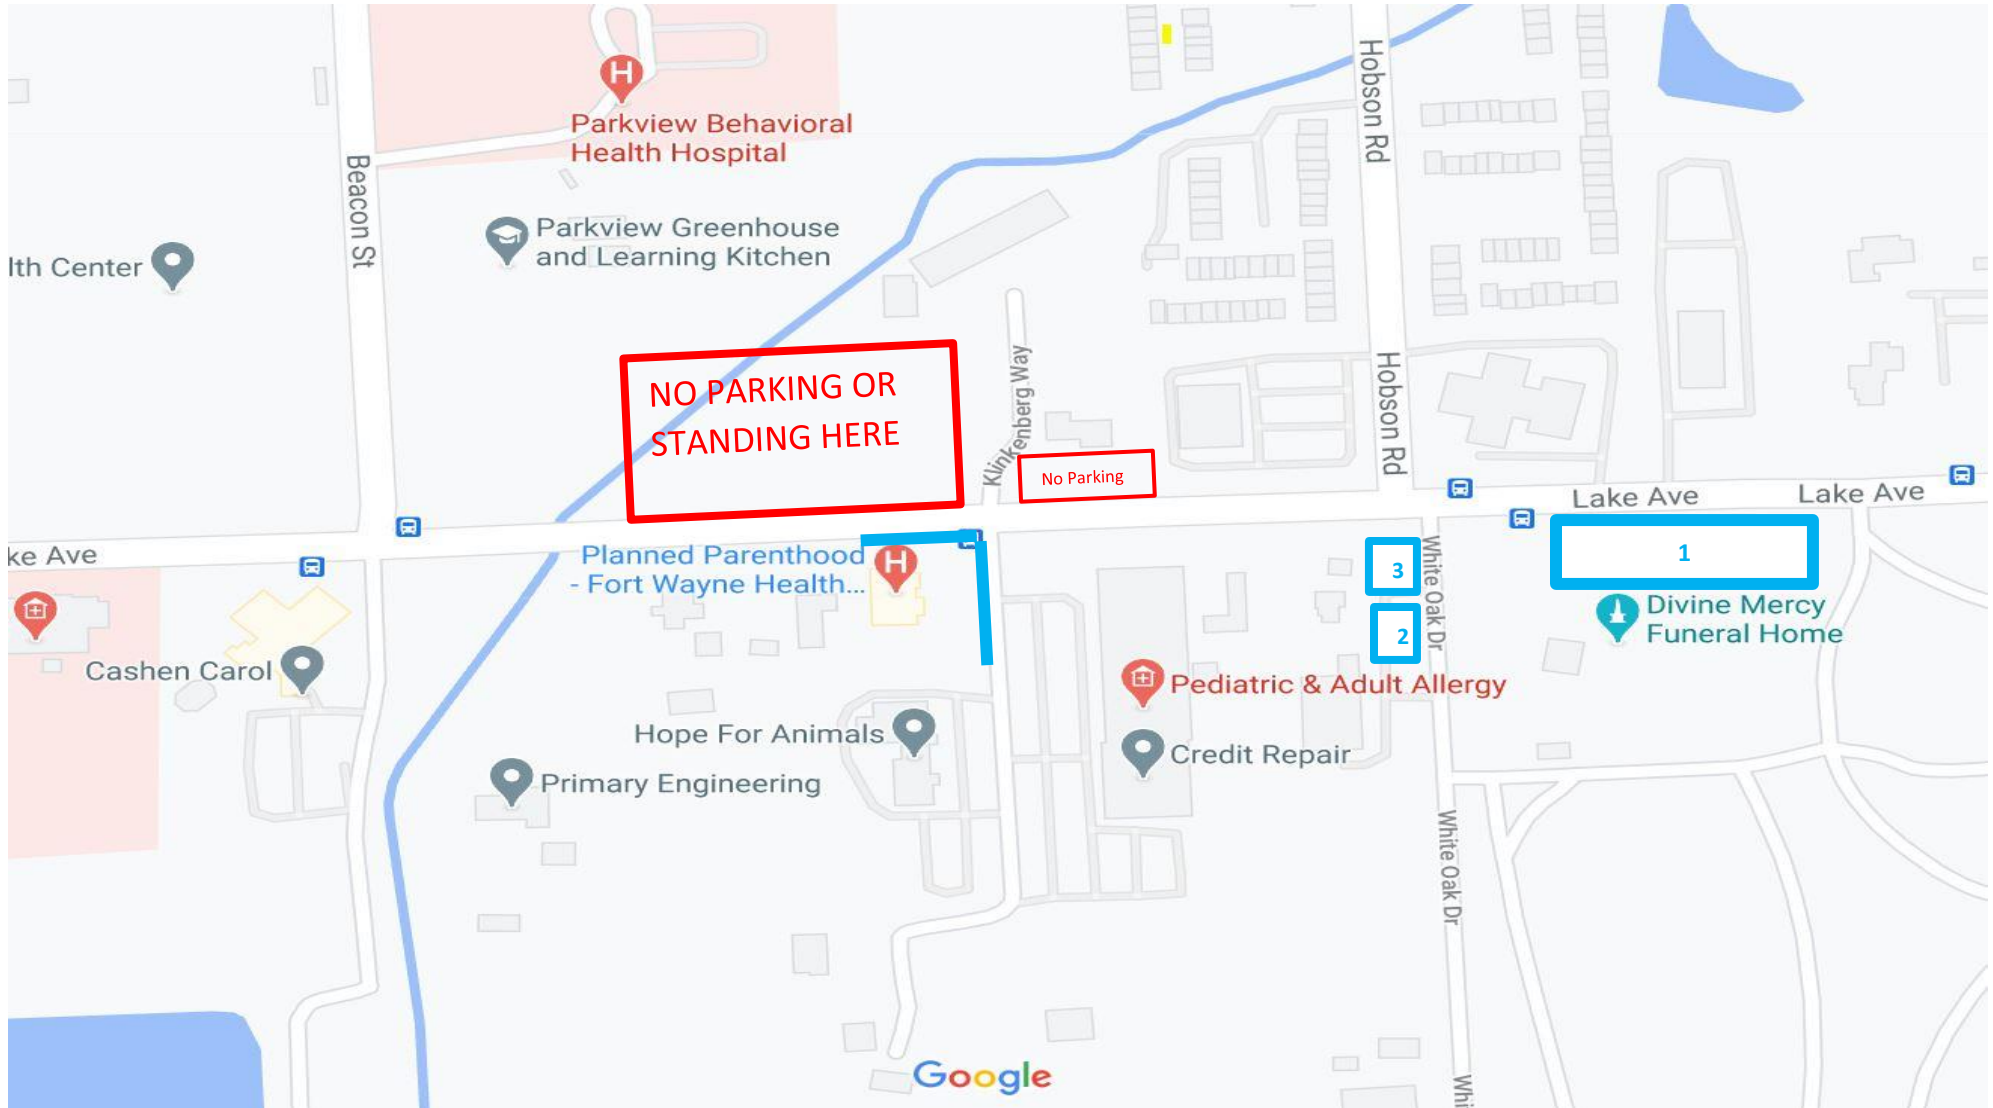 Hobson Rd
Parkview Behavioral
Health Hospital
Beacon St
Parkview Greenhouse
and Learning Kitchen
lth Center
NO PARKING OR
STANDING HERE
Klinkenberg Way
No Parking
Hobson Rd
Lake Ave
Lake Ave
ke Ave
Planned Parenthood
- Fort Wayne Health...
1
3
2
White Oak Dr
Divine Mercy
Funeral Home
Cashen Carol
Pediatric & Adult Allergy
Hope For Animals
Credit Repair
Primary Engineering
White Oak Dr
Google
Whi